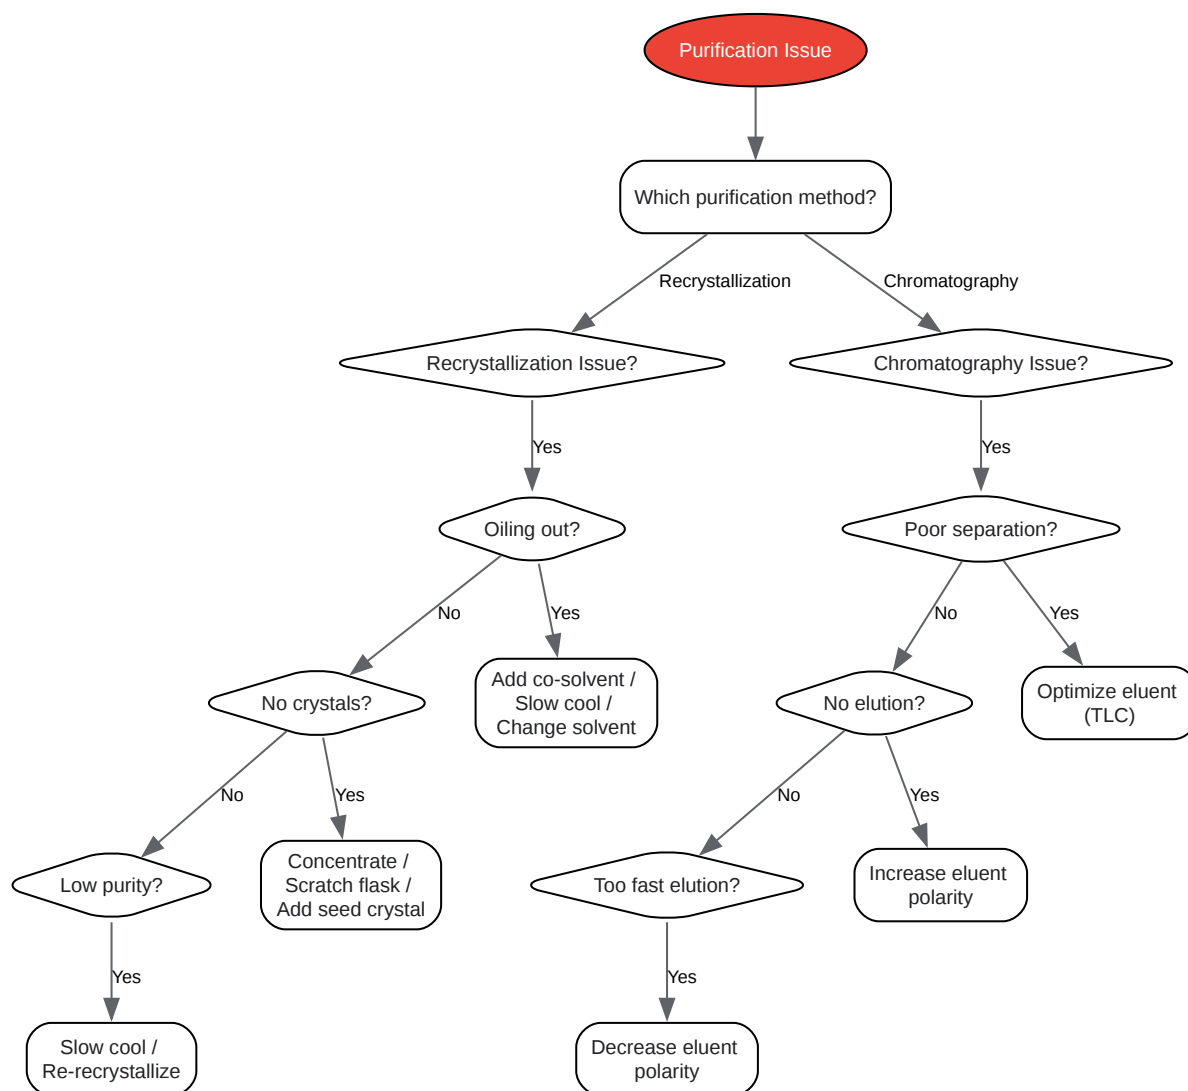 Purification Issue
Which purification method?
Recrystallization
Chromatography
Recrystallization Issue?
Chromatography Issue?
Yes
Yes
Oiling out?
Poor separation?
No
Yes
No
Yes
No crystals?
Add co-solvent /
Slow cool /
Change solvent
No elution?
Optimize eluent
(TLC)
No
Yes
No
Yes
Low purity?
Concentrate /
Scratch flask /
Add seed crystal
Too fast elution?
Increase eluent
polarity
Yes
Yes
Slow cool /
Re-recrystallize
Decrease eluent
polarity